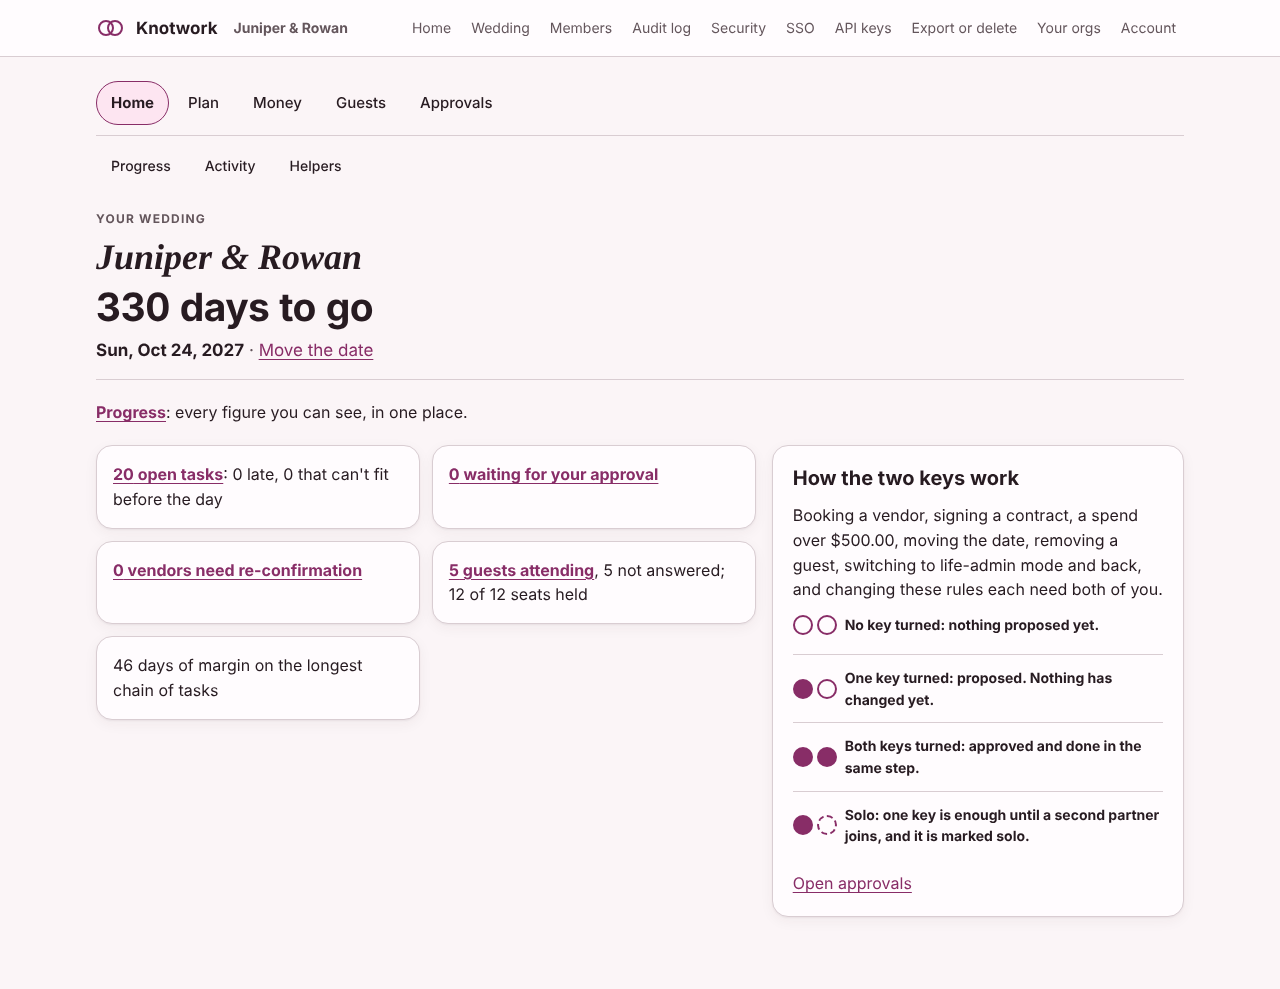 Knotwork Juniper & Rowan Home Wedding Members Audit log Security SSO API keys Export or delete Your orgs Account
Home Plan Money Guests Approvals
Progress Activity Helpers
YOUR WEDDING
Juniper & Rowan
330 days to go
Sun, Oct 24, 2027 · Move the date
Progress: every figure you can see, in one place.
20 open tasks: 0 late, 0 that can't fit
before the day
0 waiting for your approval
0 vendors need re-confirmation
5 guests attending, 5 not answered;
12 of 12 seats held
46 days of margin on the longest
chain of tasks
How the two keys work
Booking a vendor, signing a contract, a spend
over $500.00, moving the date, removing a
guest, switching to life-admin mode and back,
and changing these rules each need both of you.
No key turned: nothing proposed yet.
One key turned: proposed. Nothing has
changed yet.
Both keys turned: approved and done in the
same step.
Solo: one key is enough until a second partner
joins, and it is marked solo.
Open approvals